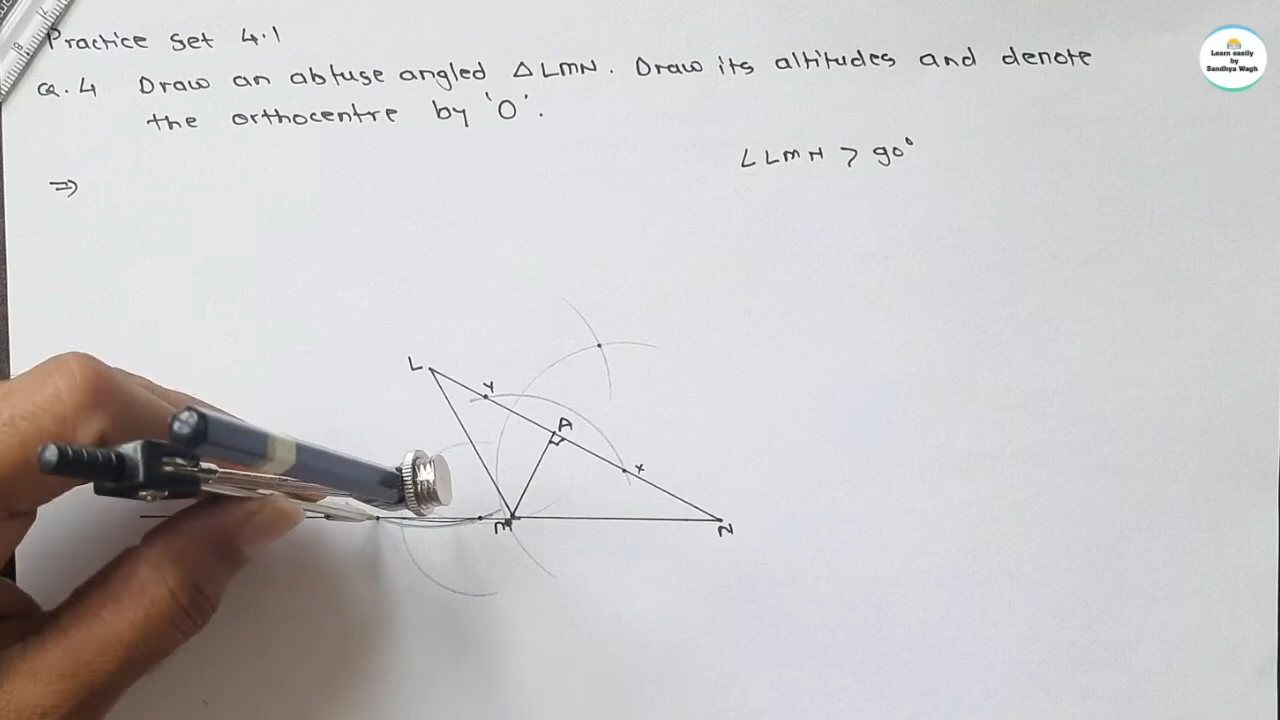 Practice Set 4.1
Q.4 Draw an obtuse angled △LMN. Draw its altitudes and denote
the orthocentre by 'O'.
∠LMN > 90°
⇒
L
Y
A
X
M
N
Learn easily
by
Sandhya Wagh